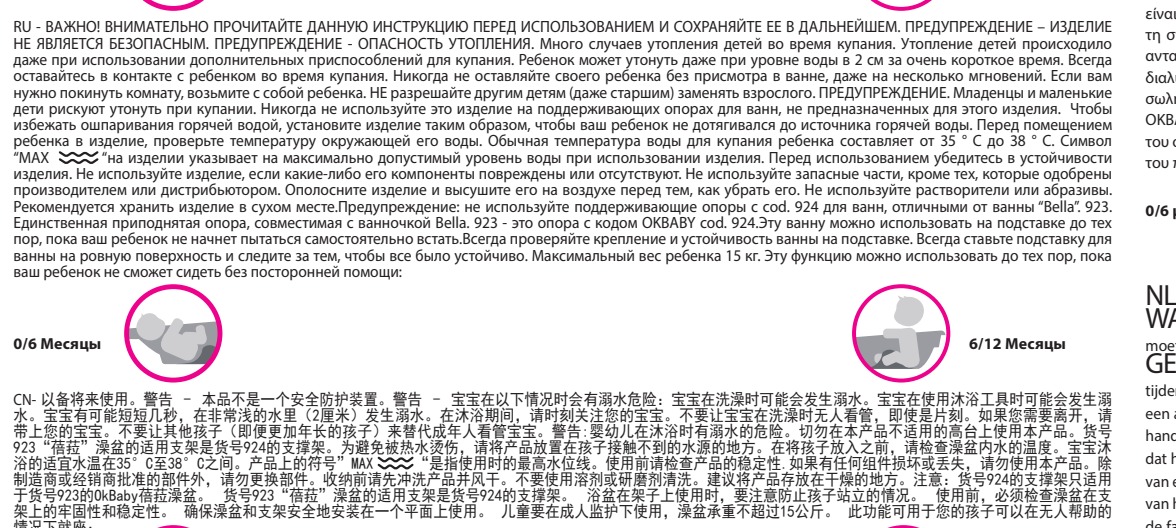 RU - ВАЖНО! ВНИМАТЕЛЬНО ПРОЧИТАЙТЕ ДАННУЮ ИНСТРУКЦИЮ ПЕРЕД ИСПОЛЬЗОВАНИЕМ И СОХРАНЯЙТЕ ЕЕ В ДАЛЬНЕЙШЕМ. ПРЕДУПРЕЖДЕНИЕ – ИЗДЕЛИЕ
НЕ ЯВЛЯЕТСЯ БЕЗОПАСНЫМ. ПРЕДУПРЕЖДЕНИЕ - ОПАСНОСТЬ УТОПЛЕНИЯ. Много случаев утопления детей во время купания. Утопление детей происходило
даже при использовании дополнительных приспособлений для купания. Ребенок может утонуть даже при уровне воды в 2 см за очень короткое время. Всегда
оставайтесь в контакте с ребенком во время купания. Никогда не оставляйте своего ребенка без присмотра в ванне, даже на несколько мгновений. Если вам
нужно покинуть комнату, возьмите с собой ребенка. НЕ разрешайте другим детям (даже старшим) заменять взрослого. ПРЕДУПРЕЖДЕНИЕ. Младенцы и маленькие
дети рискуют утонуть при купании. Никогда не используйте это изделие на поддерживающих опорах для ванн, не предназначенных для этого изделия. Чтобы
избежать ошпаривания горячей водой, установите изделие таким образом, чтобы ваш ребенок не дотягивался до источника горячей воды. Перед помещением
ребенка в изделие, проверьте температуру окружающей его воды. Обычная температура воды для купания ребенка составляет от 35 ° C до 38 ° C. Символ
“MAX “на изделии указывает на максимально допустимый уровень воды при использовании изделия. Перед использованием убедитесь в устойчивости
изделия. Не используйте изделие, если какие-либо его компоненты повреждены или отсутствуют. Не используйте запасные части, кроме тех, которые одобрены
производителем или дистрибьютором. Ополосните изделие и высушите его на воздухе перед тем, как убрать его. Не используйте растворители или абразивы.
Рекомендуется хранить изделие в сухом месте.Предупреждение: не используйте поддерживающие опоры с cod. 924 для ванн, отличными от ванны “Bella”. 923.
Единственная приподнятая опора, совместимая с ванночкой Bella. 923 - это опора с кодом OKBABY cod. 924.Эту ванну можно использовать на подставке до тех
пор, пока ваш ребенок не начнет пытаться самостоятельно встать.Всегда проверяйте крепление и устойчивость ванны на подставке. Всегда ставьте подставку для
ванны на ровную поверхность и следите за тем, чтобы все было устойчиво. Максимальный вес ребенка 15 кг. Эту функцию можно использовать до тех пор, пока
ваш ребенок не сможет сидеть без посторонней помощи:
0/6 Месяцы
6/12 Месяцы
CN- 以备将来使用。警告 - 本品不是一个安全防护装置。警告 - 宝宝在以下情况时会有溺水危险: 宝宝在洗澡时可能会发生溺水。宝宝在使用沐浴工具时可能会发生溺
水。宝宝有可能短短几秒，在非常浅的水里（2厘米）发生溺水。在沐浴期间，请时刻关注您的宝宝。不要让宝宝在洗澡时无人看管，即使是片刻。如果您需要离开，请
带上您的宝宝。不要让其他孩子（即便更加年长的孩子）来替代成年人看管宝宝。警告:婴幼儿在沐浴时有溺水的危险。切勿在本产品不适用的高台上使用本产品。货号
923 “蓓菈”澡盆的适用支架是货号924的支撑架。为避免被热水烫伤，请将产品放置在孩子接触不到的水源的地方。在将孩子放入之前，请检查澡盆内水的温度。宝宝沐
浴的适宜水温在35° C至38° C之间。产品上的符号” MAX “是指使用时的最高水位线。使用前请检查产品的稳定性.如果有任何组件损坏或丢失，请勿使用本产品。除
制造商或经销商批准的部件外，请勿更换部件。收纳前请先冲洗产品并风干。不要使用溶剂或研磨剂清洗。建议将产品存放在干燥的地方。注意：货号924的支撑架只适用
于货号923的OkBaby蓓菈澡盆。 货号923 “蓓菈”澡盆的适用支架是货号924的支撑架。 浴盆在架子上使用时，要注意防止孩子站立的情况。 使用前，必须检查澡盆在支
架上的牢固性和稳定性。 确保澡盆和支架安全地安装在一个平面上使用。 儿童要在成人监护下使用，澡盆承重不超过15公斤。 此功能可用于您的孩子可以在无人帮助的
情况下就座:
είναι
τη σ
αντα
διαλ
σωλη
ΟΚΒΑ
του
του π
0/6
NL
WA
moet
GE
tijden
een a
hand
dat h
van e
van h
de fa